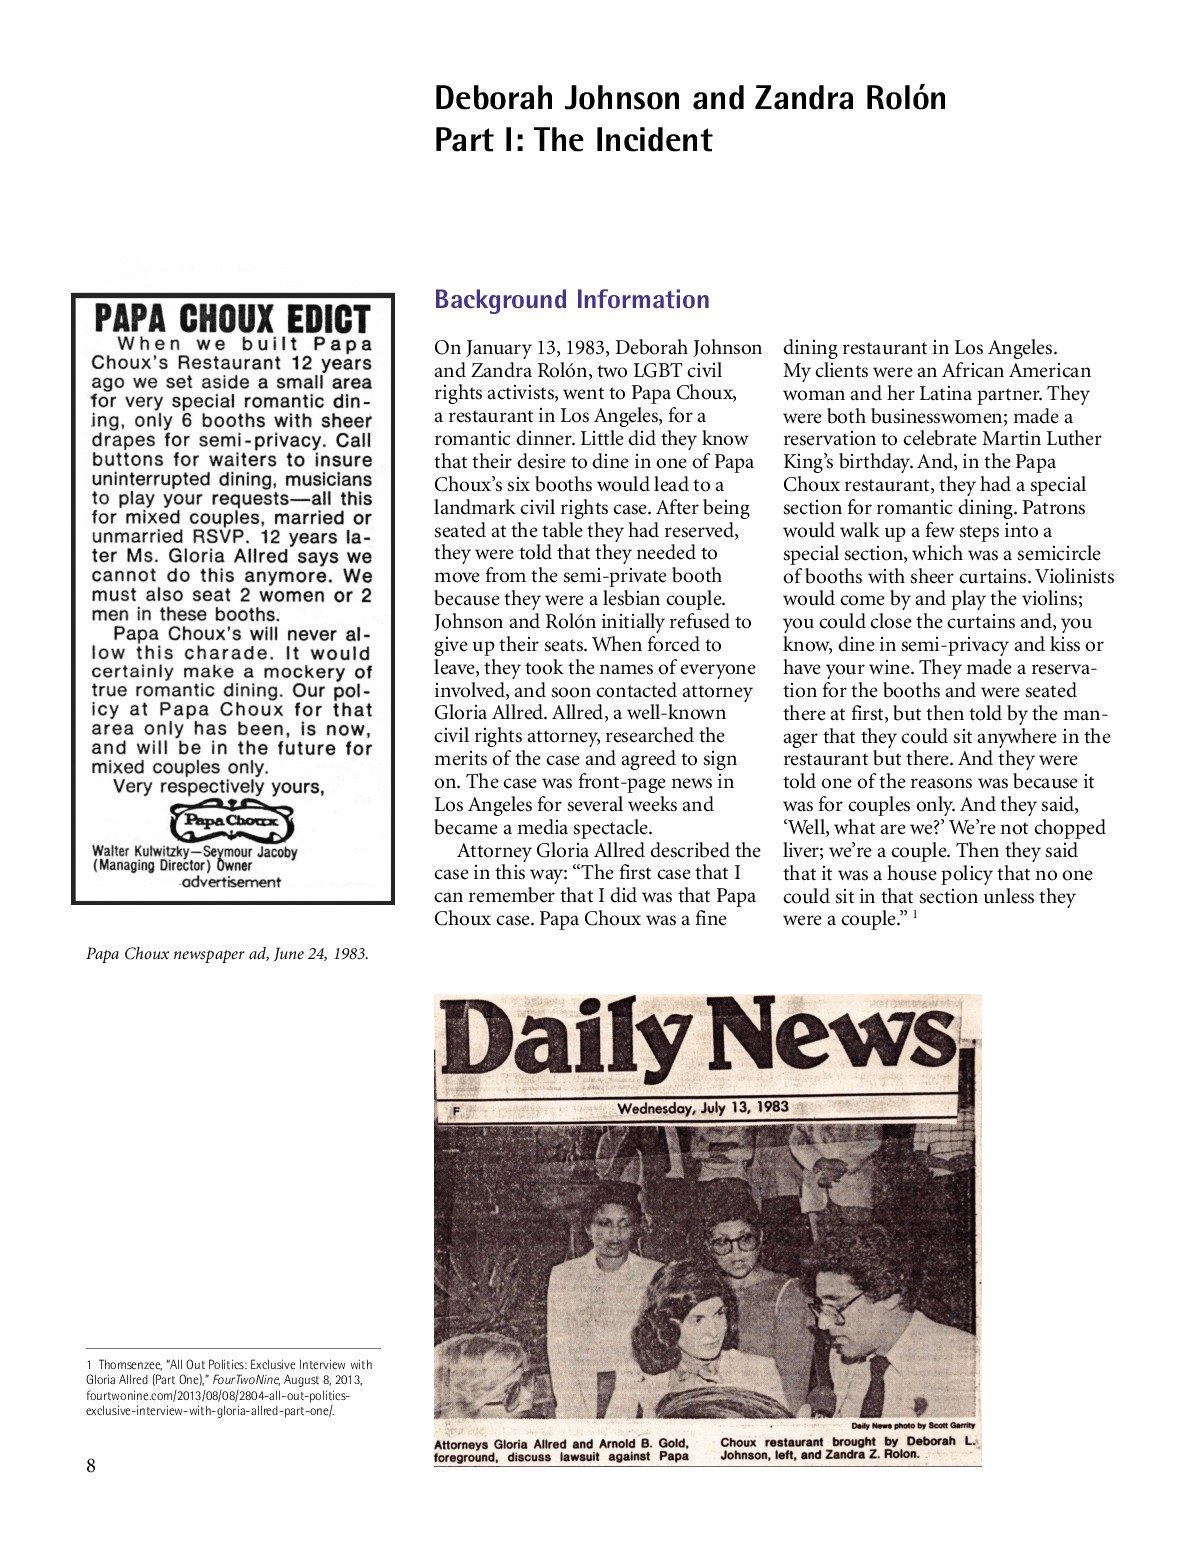 Deborah Johnson and Zandra Rolón
Part I: The Incident
PAPA CHOUX EDICT
When we built Papa
Choux's Restaurant 12 years
ago we set aside a small area
for very special romantic din-
ing, only 6 booths with sheer
drapes for semi-privacy. Call
buttons for waiters to insure
uninterrupted dining, musicians
to play your requests—all this
for mixed couples, married or
unmarried RSVP. 12 years la-
ter Ms. Gloria Allred says we
cannot do this anymore. We
must also seat 2 women or 2
men in these booths.
Papa Choux's will never al-
low this charade. It would
certainly make a mockery of
true romantic dining. Our pol-
icy at Papa Choux for that
area only has been, is now,
and will be in the future for
mixed couples only.
Very respectively yours,
Papa Choux
Walter Kulwitzky—Seymour Jacoby
(Managing Director) Owner
advertisement
Papa Choux newspaper ad, June 24, 1983.
Background Information
On January 13, 1983, Deborah Johnson
and Zandra Rolón, two LGBT civil
rights activists, went to Papa Choux,
a restaurant in Los Angeles, for a
romantic dinner. Little did they know
that their desire to dine in one of Papa
Choux's six booths would lead to a
landmark civil rights case. After being
seated at the table they had reserved,
they were told that they needed to
move from the semi-private booth
because they were a lesbian couple.
Johnson and Rolón initially refused to
give up their seats. When forced to
leave, they took the names of everyone
involved, and soon contacted attorney
Gloria Allred. Allred, a well-known
civil rights attorney, researched the
merits of the case and agreed to sign
on. The case was front-page news in
Los Angeles for several weeks and
became a media spectacle.
Attorney Gloria Allred described the
case in this way: “The first case that I
can remember that I did was that Papa
Choux case. Papa Choux was a fine
dining restaurant in Los Angeles.
My clients were an African American
woman and her Latina partner. They
were both businesswomen; made a
reservation to celebrate Martin Luther
King's birthday. And, in the Papa
Choux restaurant, they had a special
section for romantic dining. Patrons
would walk up a few steps into a
special section, which was a semicircle
of booths with sheer curtains. Violinists
would come by and play the violins;
you could close the curtains and, you
know, dine in semi-privacy and kiss or
have your wine. They made a reserva-
tion for the booths and were seated
there at first, but then told by the man-
ager that they could sit anywhere in the
restaurant but there. And they were
told one of the reasons was because it
was for couples only. And they said,
‘Well, what are we?’ We're not chopped
liver; we're a couple. Then they said
that it was a house policy that no one
could sit in that section unless they
were a couple.” 1
Daily News
F Wednesday, July 13, 1983
Daily News photo by Scott Garrity
Attorneys Gloria Allred and Arnold B. Gold,
foreground, discuss lawsuit against Papa
Choux restaurant brought by Deborah L.
Johnson, left, and Zandra Z. Rolon.
1 Thomsenzee, “All Out Politics: Exclusive Interview with
Gloria Allred (Part One),” FourTwoNine, August 8, 2013,
fourtwonine.com/2013/08/08/2804-all-out-politics-
exclusive-interview-with-gloria-allred-part-one/.
8